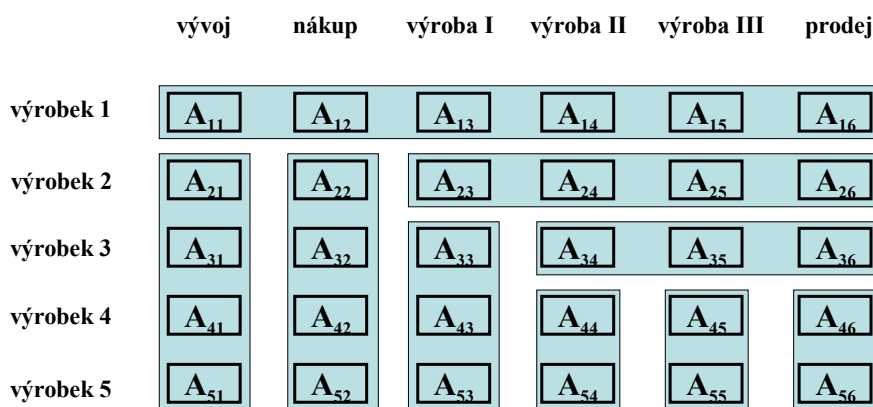 vývoj nákup výroba I výroba II výroba III prodej
výrobek 1 A11 A12 A13 A14 A15 A16
výrobek 2 A21 A22 A23 A24 A25 A26
výrobek 3 A31 A32 A33 A34 A35 A36
výrobek 4 A41 A42 A43 A44 A45 A46
výrobek 5 A51 A52 A53 A54 A55 A56